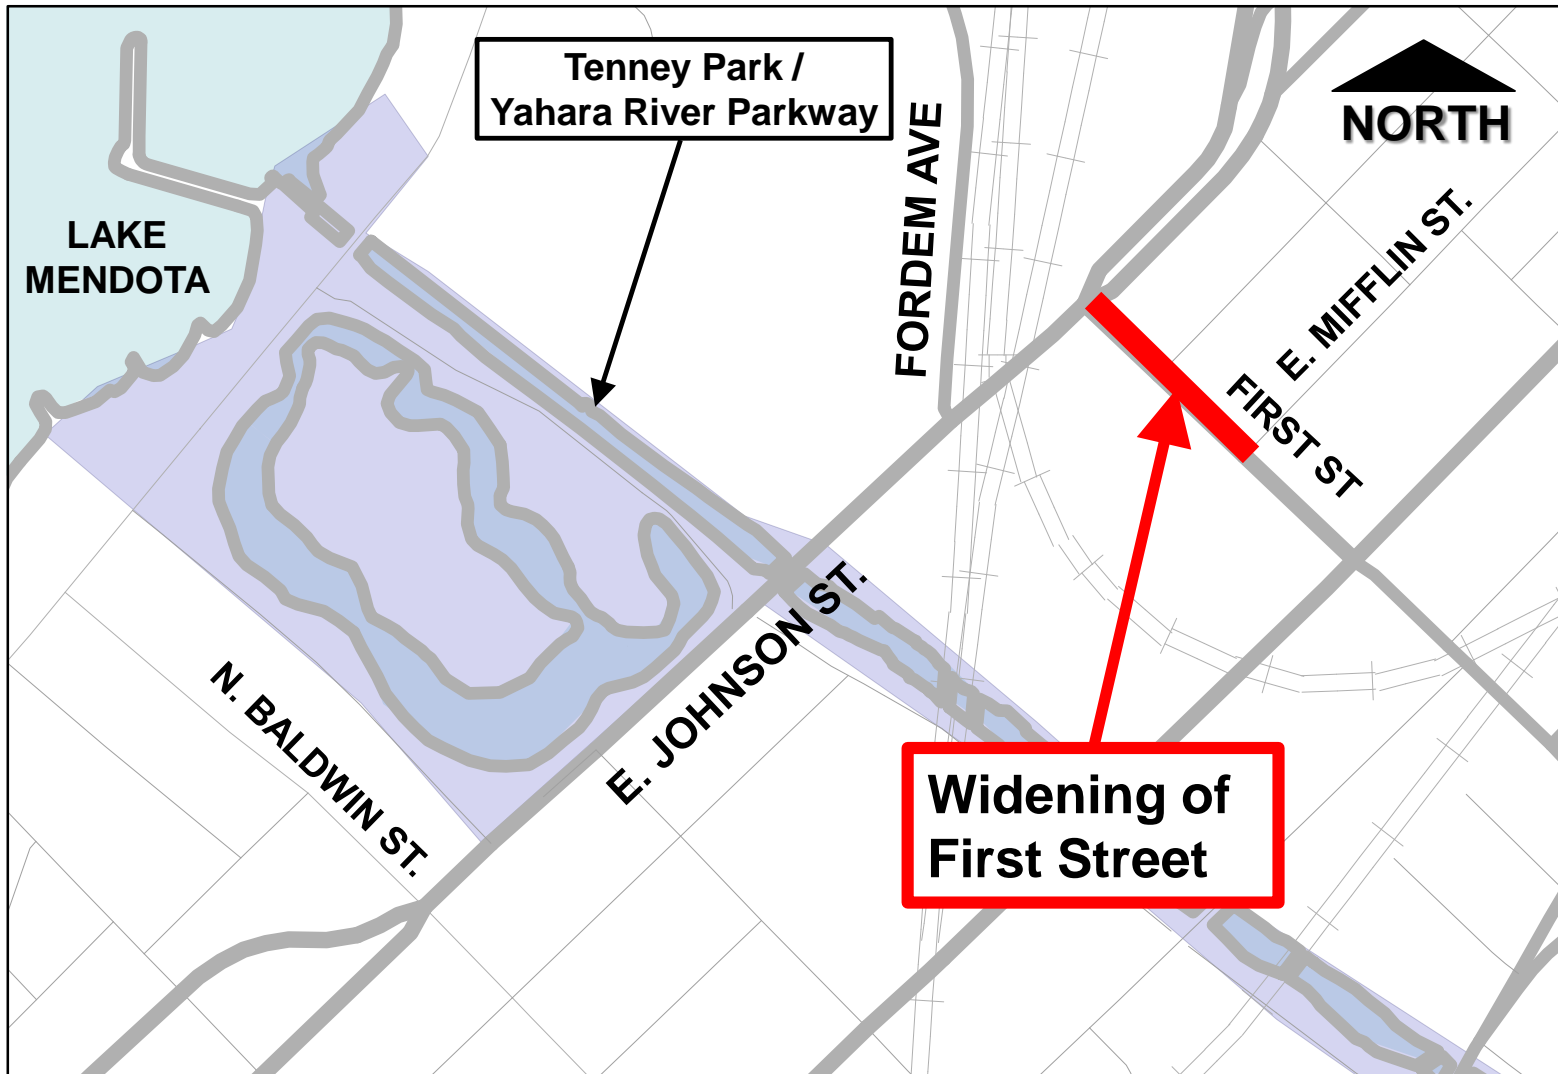 Tenney Park /
Yahara River Parkway
NORTH
FORDEM AVE
LAKE
MENDOTA
E. MIFFLIN ST.
FIRST ST
E. JOHNSON ST.
N. BALDWIN ST.
Widening of
First Street